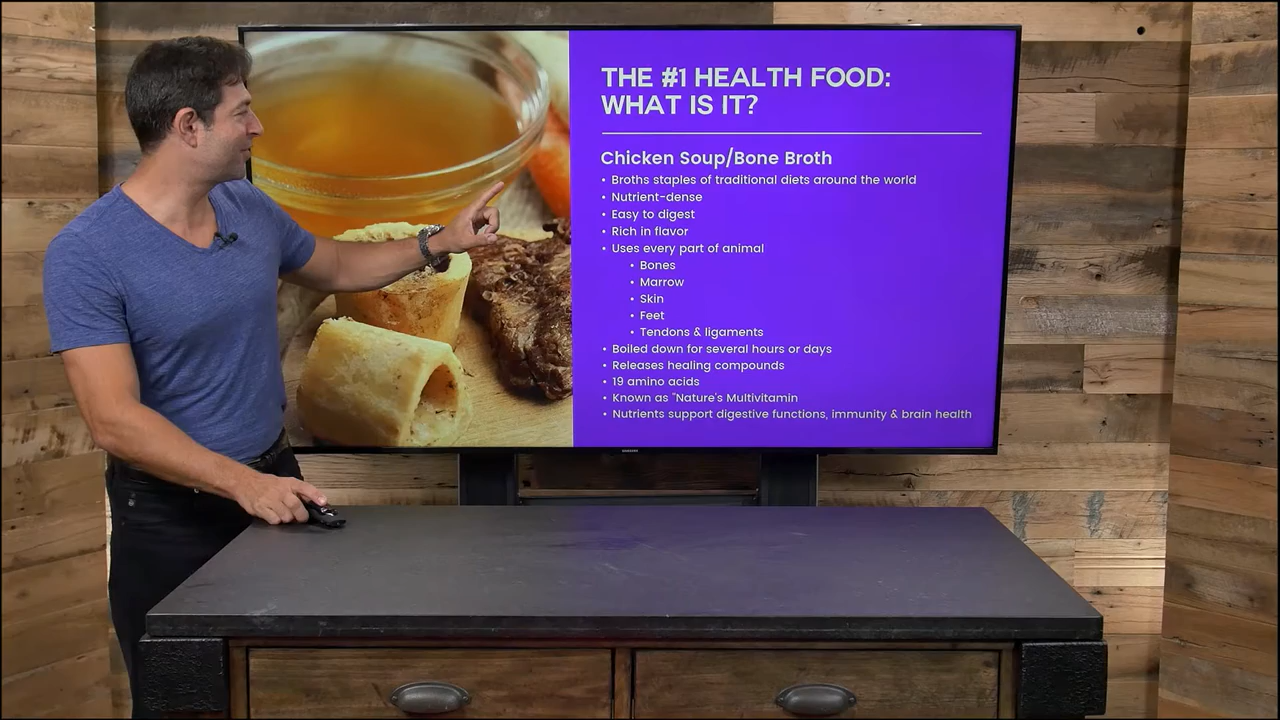 THE #1 HEALTH FOOD:
WHAT IS IT?
Chicken Soup/Bone Broth
• Broths staples of traditional diets around the world
• Nutrient-dense
• Easy to digest
• Rich in flavor
• Uses every part of animal
• Bones
• Marrow
• Skin
• Feet
• Tendons & ligaments
• Boiled down for several hours or days
• Releases healing compounds
• 19 amino acids
• Known as "Nature's Multivitamin
• Nutrients support digestive functions, immunity & brain health
SAMSUNG